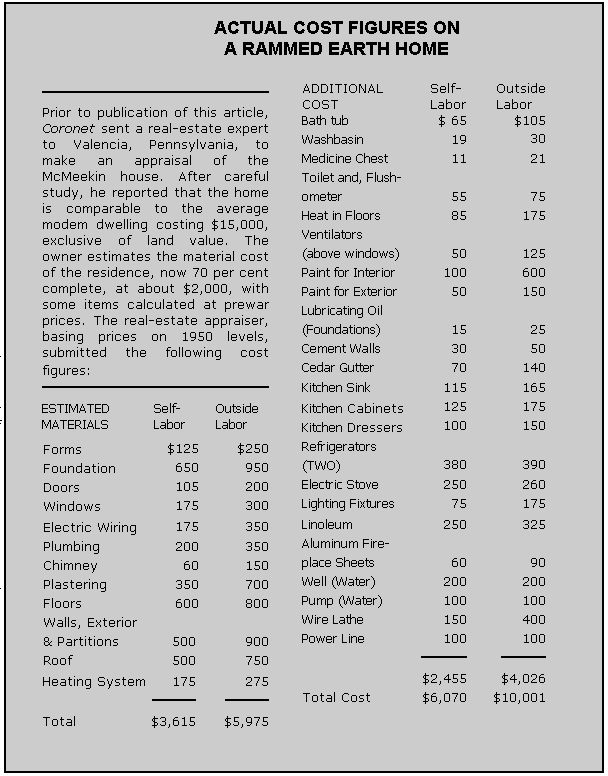 ACTUAL COST FIGURES ON
A RAMMED EARTH HOME
Prior to publication of this article,
Coronet sent a real-estate expert
to Valencia, Pennsylvania, to
make an appraisal of the
McMeekin house. After careful
study, he reported that the home
is comparable to the average
modem dwelling costing $15,000,
exclusive of land value. The
owner estimates the material cost
of the residence, now 70 per cent
complete, at about $2,000, with
some items calculated at prewar
prices. The real-estate appraiser,
basing prices on 1950 levels,
submitted the following cost
figures:
ESTIMATED Self- Outside
MATERIALS Labor Labor
Forms $125 $250
Foundation 650 950
Doors 105 200
Windows 175 300
Electric Wiring 175 350
Plumbing 200 350
Chimney 60 150
Plastering 350 700
Floors 600 800
Walls, Exterior
& Partitions 500 900
Roof 500 750
Heating System 175 275
Total $3,615 $5,975
ADDITIONAL Self- Outside
COST Labor Labor
Bath tub $ 65 $105
Washbasin 19 30
Medicine Chest 11 21
Toilet and, Flush-
ometer 55 75
Heat in Floors 85 175
Ventilators
(above windows) 50 125
Paint for Interior 100 600
Paint for Exterior 50 150
Lubricating Oil
(Foundations) 15 25
Cement Walls 30 50
Cedar Gutter 70 140
Kitchen Sink 115 165
Kitchen Cabinets 125 175
Kitchen Dressers 100 150
Refrigerators
(TWO) 380 390
Electric Stove 250 260
Lighting Fixtures 75 175
Linoleum 250 325
Aluminum Fire-
place Sheets 60 90
Well (Water) 200 200
Pump (Water) 100 100
Wire Lathe 150 400
Power Line 100 100
$2,455 $4,026
Total Cost $6,070 $10,001